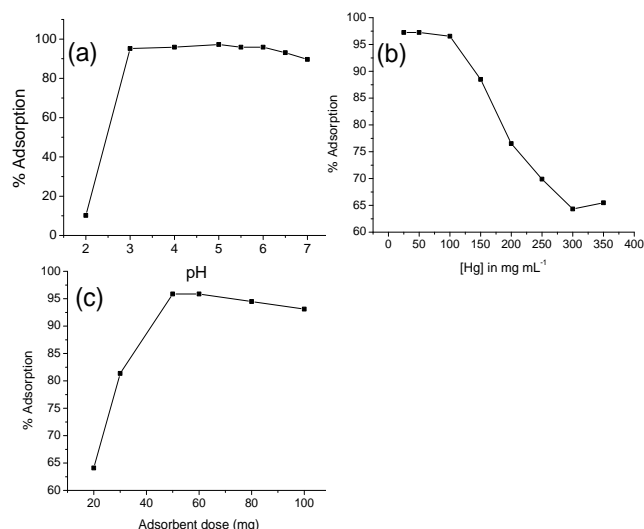 (a)
% Adsorption
100
80
60
40
20
0
2 3 4 5 6 7
pH
(b)
% Adsorption
100
95
90
85
80
75
70
65
60
0 50 100 150 200 250 300 350 400
[Hg] in mg mL⁻¹
(c)
% Adsorption
100
95
90
85
80
75
70
65
60
20 40 60 80 100
Adsorbent dose (mg)